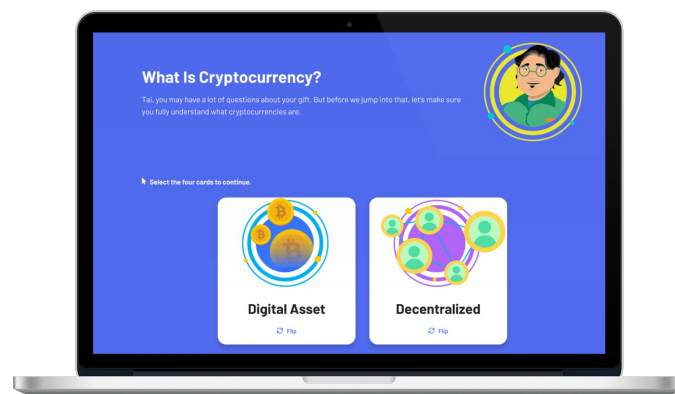 What Is Cryptocurrency?
Tai, you may have a lot of questions about your gift. But before we jump into that, let's make sure
you fully understand what cryptocurrencies are.
Select the four cards to continue.
Digital Asset
Decentralized
Flip
Flip